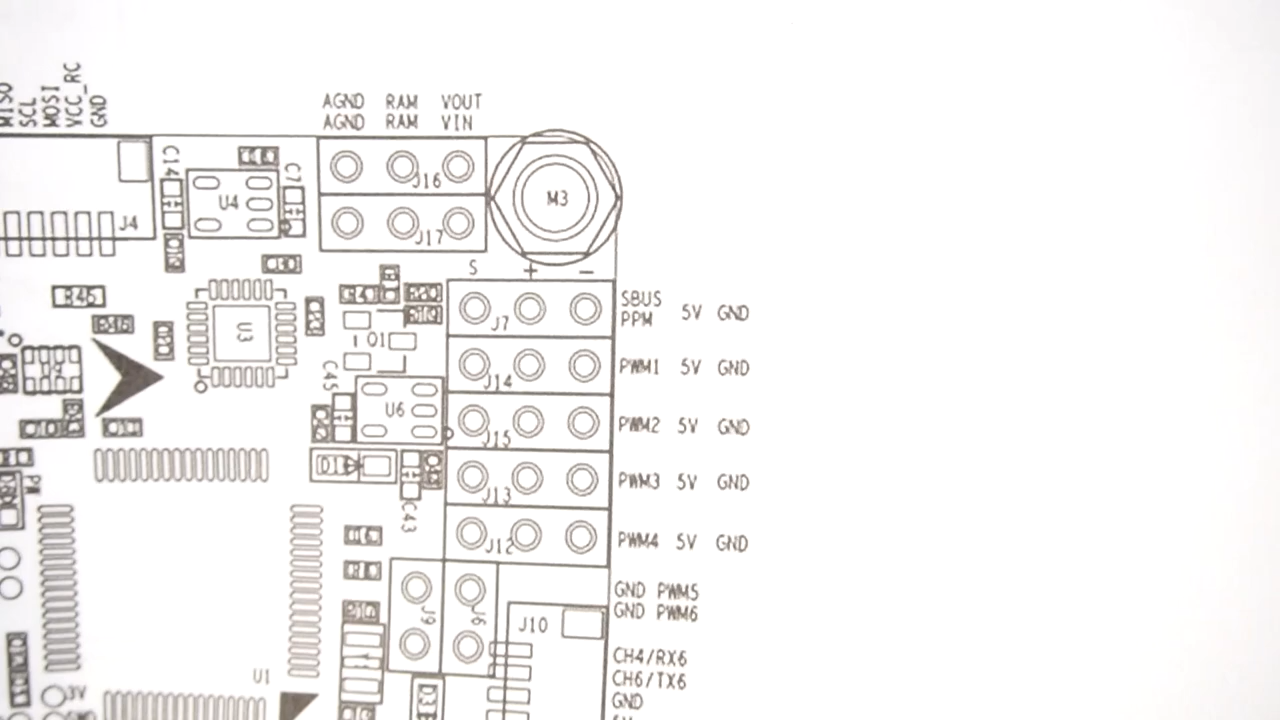 SCL
MOSI
VCC_RC
GND
AGND RAM VOUT
AGND RAM VIN
C14
U4
C7
J16
J17
M3
J4
S + −
R45
U3
J7
SBUS 5V GND
PPM
J14
PWM1 5V GND
C45
U6
J15
PWM2 5V GND
J13
PWM3 5V GND
C43
J12
PWM4 5V GND
J9
J6
GND PWM5
GND PWM6
J10
CH4/RX6
CH6/TX6
GND
U1
3V
D3